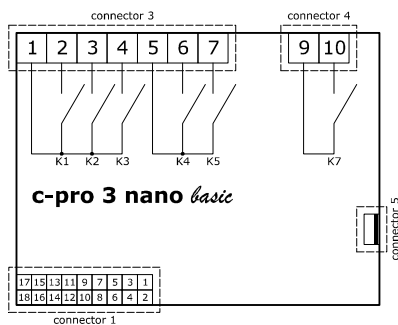 connector 3 connector 4
1 2 3 4 5 6 7 9 10
K1 K2 K3 K4 K5 K7
c-pro 3 nano basic
connector 5
17 15 13 11 9 7 5 3 1
18 16 14 12 10 8 6 4 2
connector 1